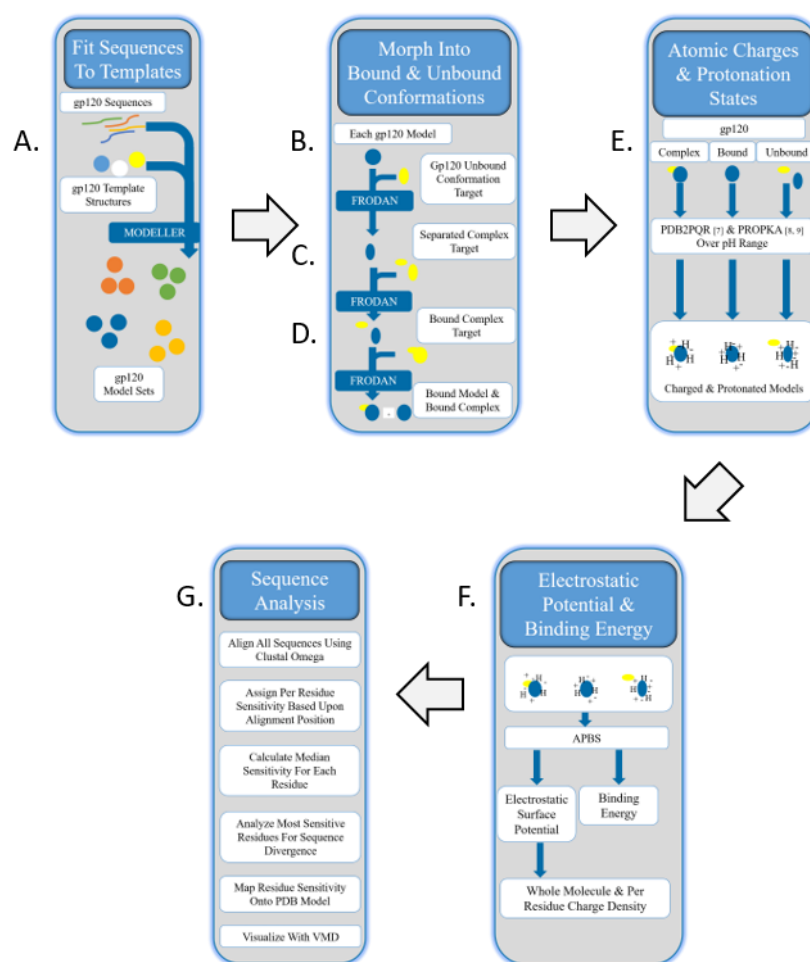 A.
Fit Sequences
To Templates
gp120 Sequences
gp120 Template
Structures
MODELLER
gp120
Model Sets
Morph Into
Bound & Unbound
Conformations
B.
Each gp120 Model
Gp120 Unbound
Conformation
Target
FRODAN
C.
Separated Complex
Target
FRODAN
D.
Bound Complex
Target
FRODAN
Bound Model &
Bound Complex
E.
Atomic Charges
& Protonation
States
gp120
Complex Bound Unbound
PDB2PQR [7] & PROPKA [8, 9]
Over pH Range
Charged & Protonated Models
F.
Electrostatic
Potential &
Binding Energy
APBS
Electrostatic
Surface
Potential
Binding
Energy
Whole Molecule & Per
Residue Charge Density
G.
Sequence
Analysis
Align All Sequences Using
Clustal Omega
Assign Per Residue
Sensitivity Based Upon
Alignment Position
Calculate Median
Sensitivity For Each
Residue
Analyze Most Sensitive
Residues For Sequence
Divergence
Map Residue Sensitivity
Onto PDB Model
Visualize With VMD